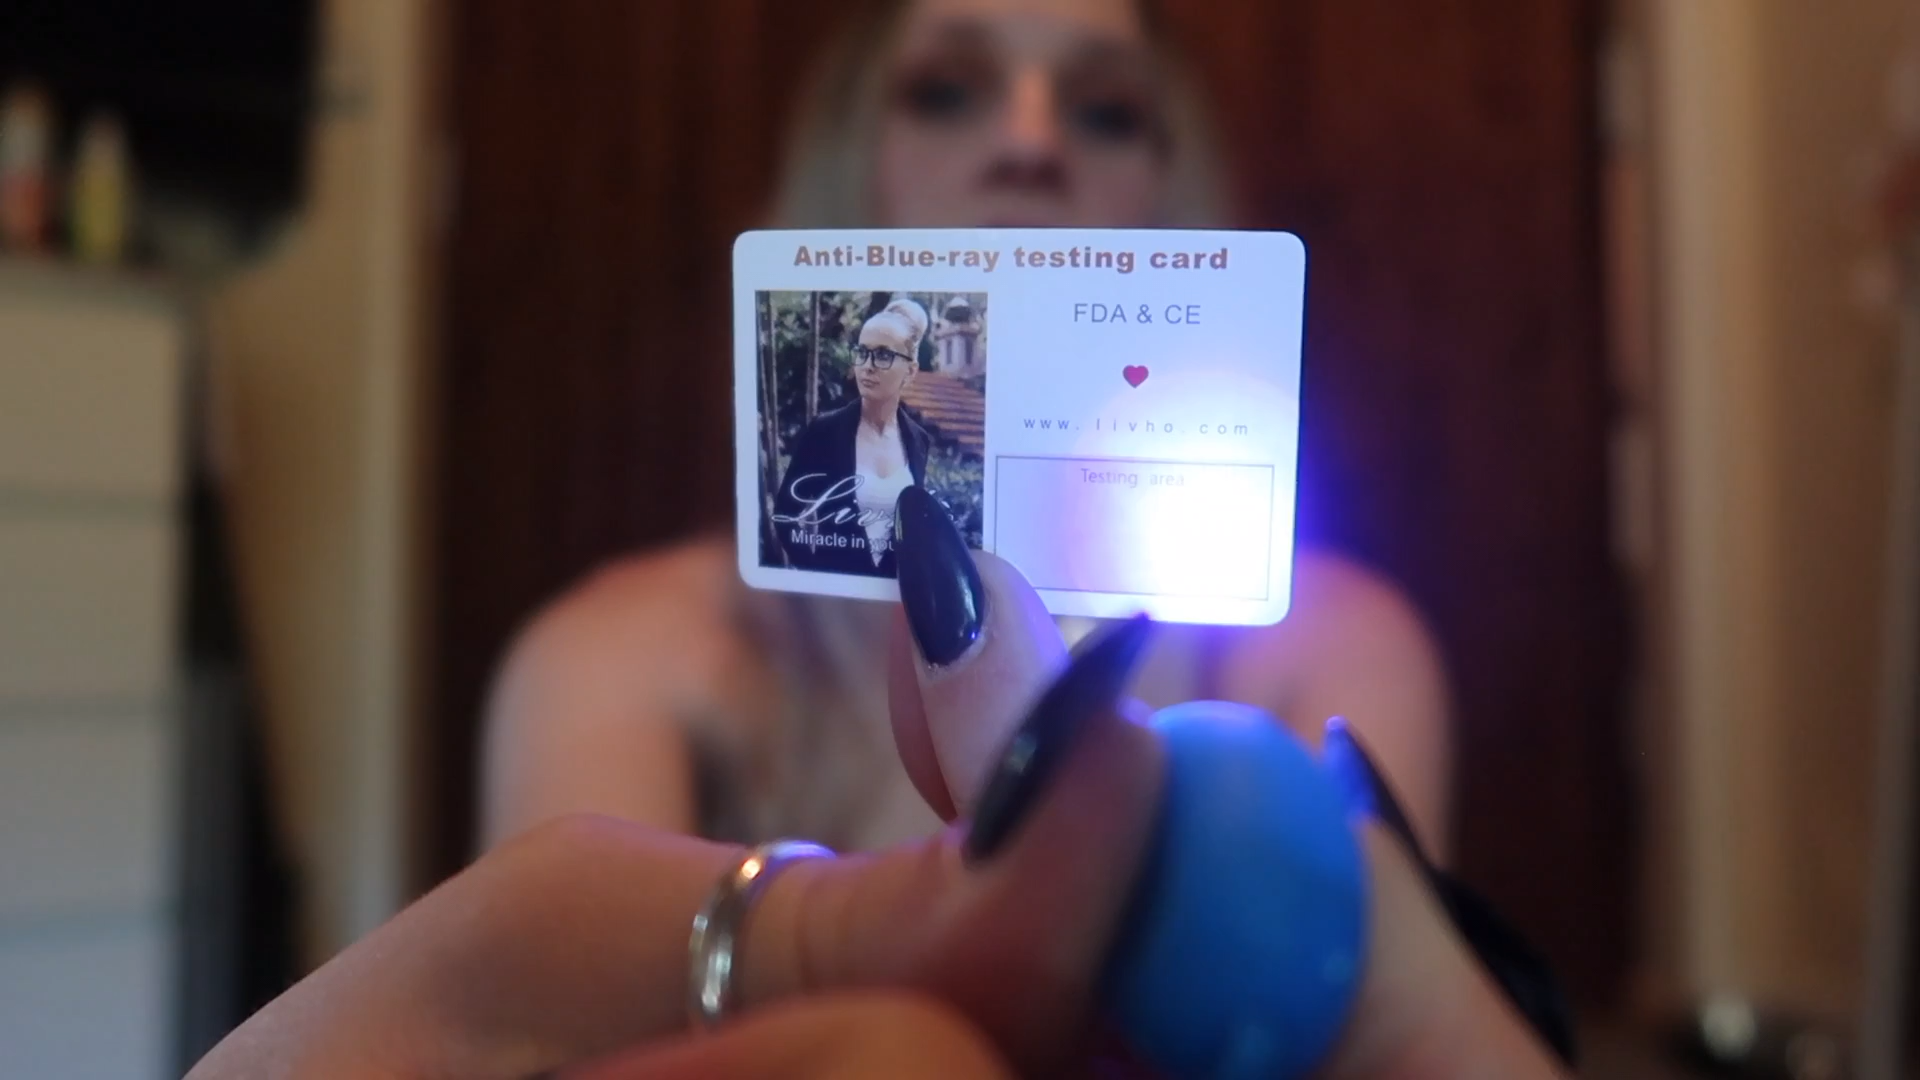 Anti-Blue-ray testing card
FDA & CE
www.livho.com
Testing area
Miracle in